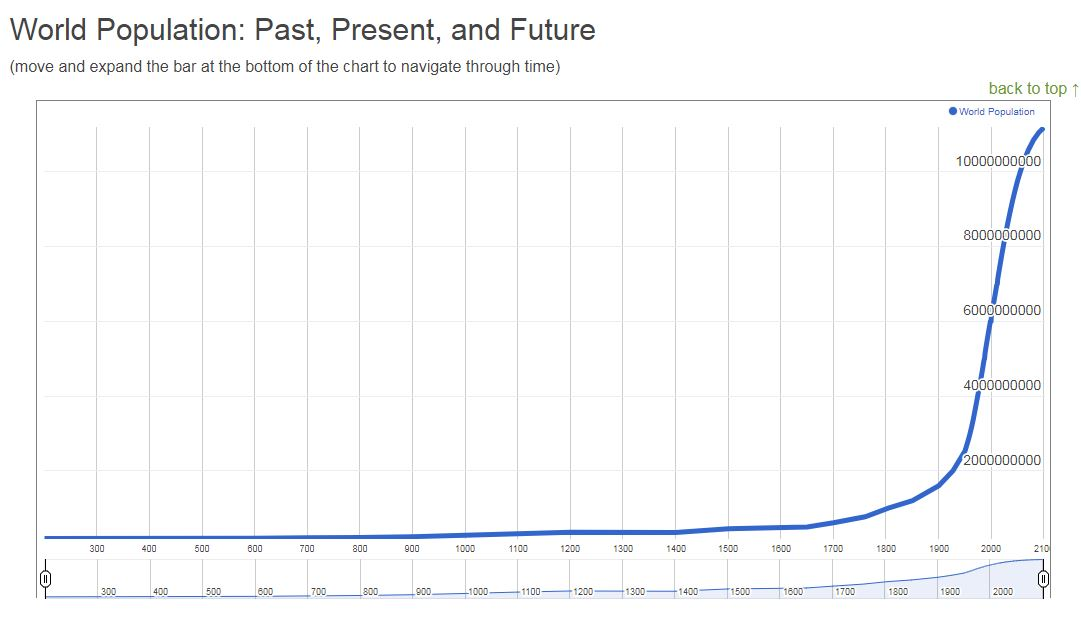 World Population: Past, Present, and Future
(move and expand the bar at the bottom of the chart to navigate through time)
back to top ↑
World Population
10000000000
8000000000
6000000000
4000000000
2000000000
300 400 500 600 700 800 900 1000 1100 1200 1300 1400 1500 1600 1700 1800 1900 2000 210
300 400 500 600 700 800 900 1000 1100 1200 1300 1400 1500 1600 1700 1800 1900 2000